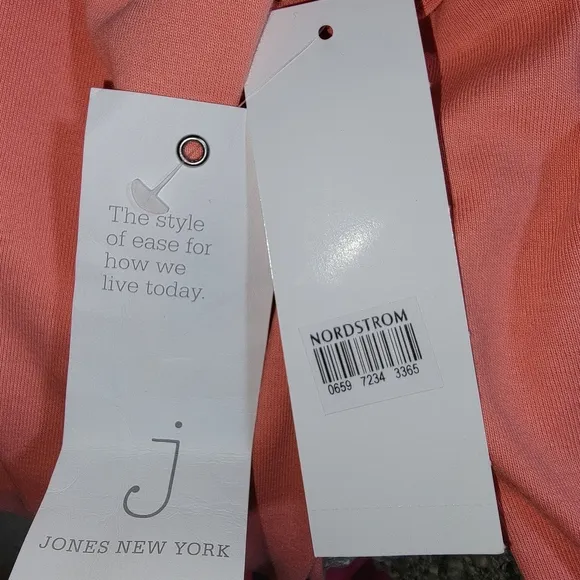 The style
of ease for
how we
live today.
j
JONES NEW YORK
NORDSTROM
0659 7234 3365